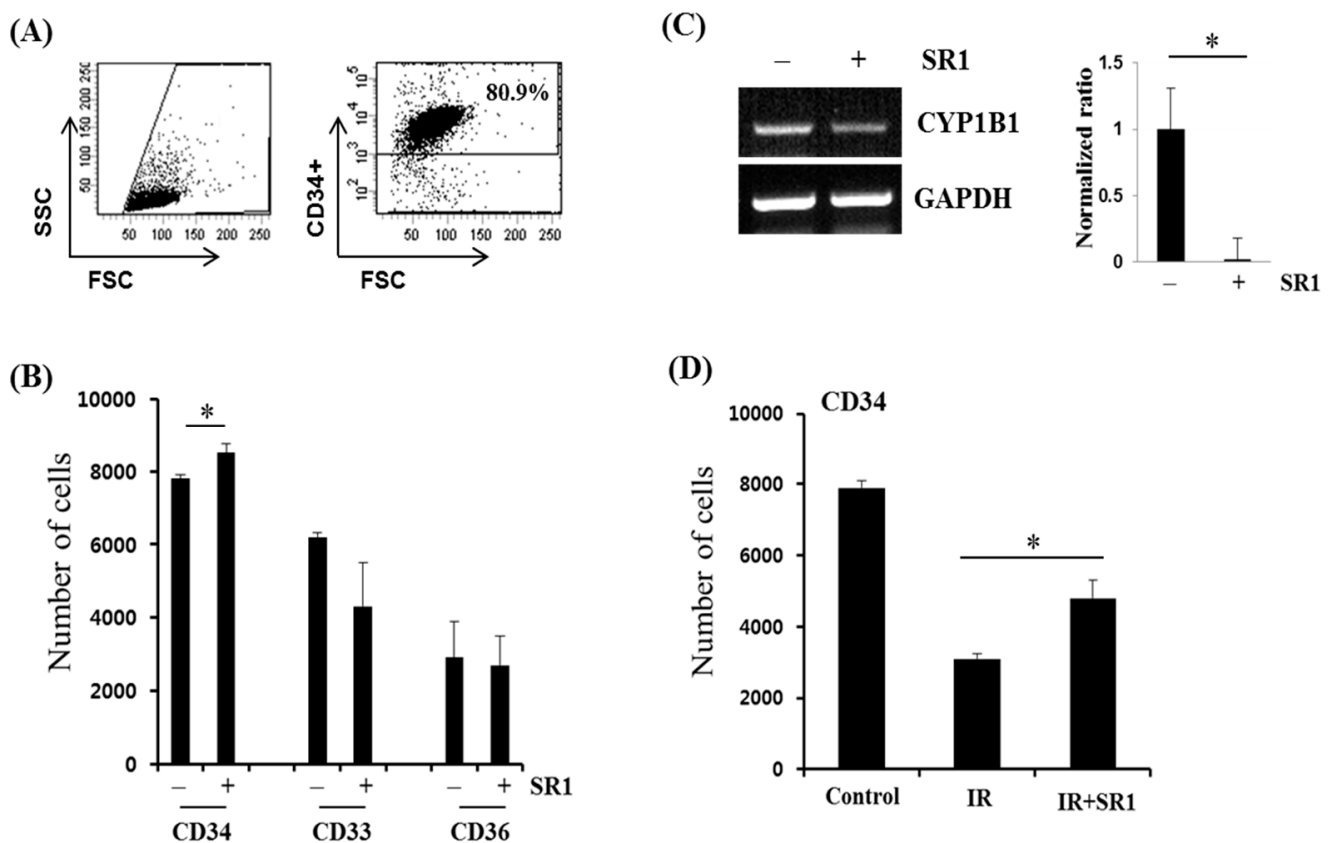 (A)
SSC
250
200
150
100
50
50 100 150 200 250
FSC
CD34+
10^5
10^4
10^3
10^2
80.9%
50 100 150 200 250
FSC
(B)
Number of cells
10000
8000
6000
4000
2000
0
*
– + – + – + SR1
CD34 CD33 CD36
(C)
– + SR1
CYP1B1
GAPDH
Normalized ratio
1.5
1
0.5
0
*
– + SR1
(D)
CD34
Number of cells
10000
8000
6000
4000
2000
0
*
Control IR IR+SR1